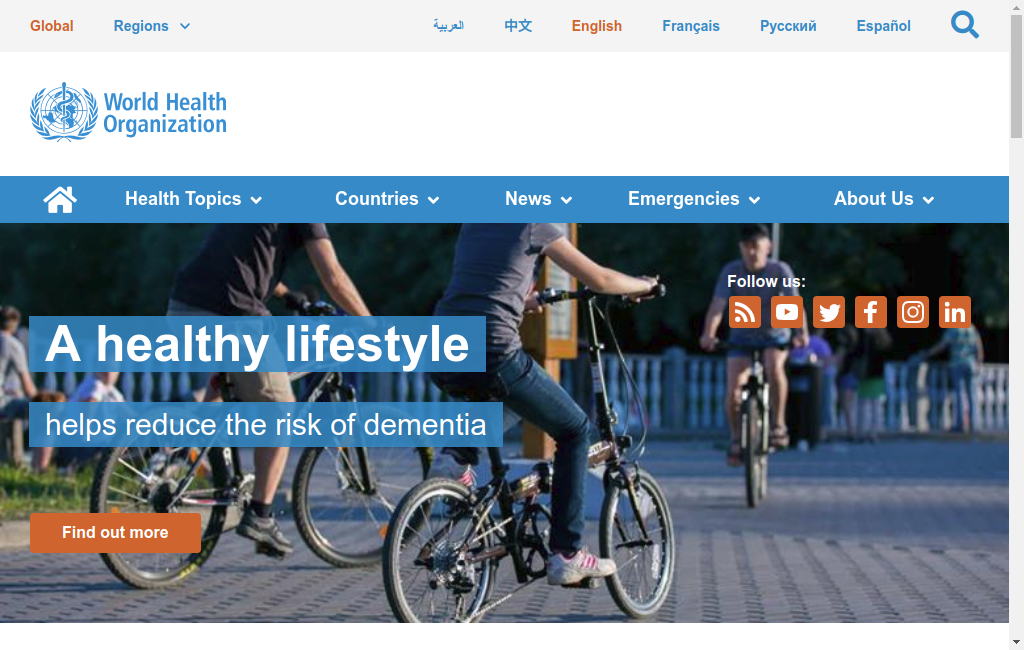 Global Regions العربية 中文 English Français Русский Español
World Health
Organization
Health Topics Countries News Emergencies About Us
Follow us:
A healthy lifestyle
helps reduce the risk of dementia
Find out more